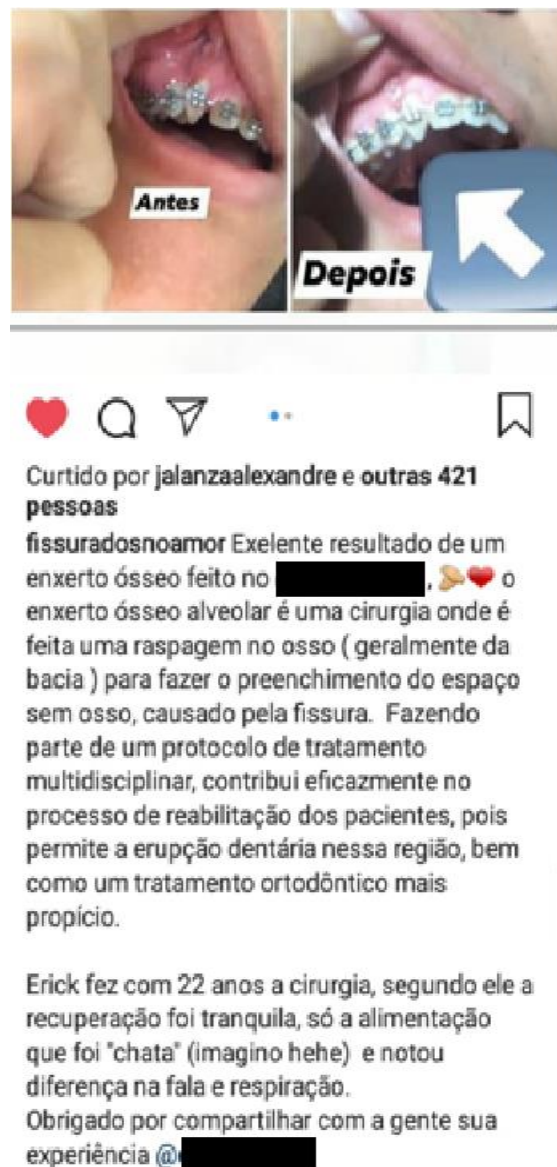 Antes
Depois
Curtido por jalanzaalexandre e outras 421
pessoas
fissuradosnoamor Exelente resultado de um
enxerto ósseo feito no , o
enxerto ósseo alveolar é uma cirurgia onde é
feita uma raspagem no osso ( geralmente da
bacia ) para fazer o preenchimento do espaço
sem osso, causado pela fissura. Fazendo
parte de um protocolo de tratamento
multidisciplinar, contribui eficazmente no
processo de reabilitação dos pacientes, pois
permite a erupção dentária nessa região, bem
como um tratamento ortodôntico mais
propício.
Erick fez com 22 anos a cirurgia, segundo ele a
recuperação foi tranquila, só a alimentação
que foi "chata" (imagino hehe) e notou
diferença na fala e respiração.
Obrigado por compartilhar com a gente sua
experiência @